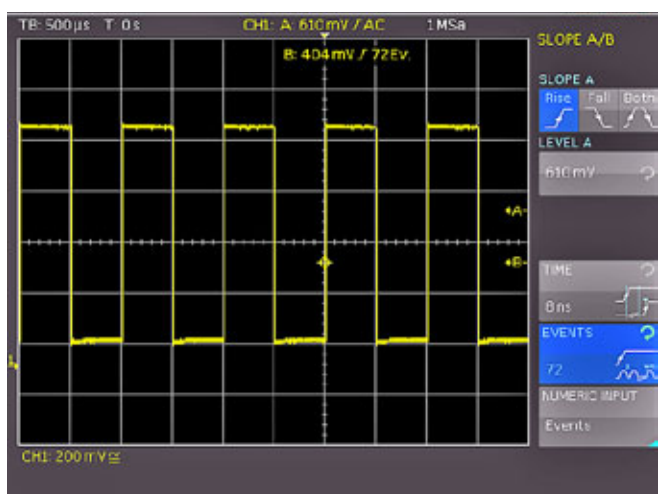 TB: 500µs T: 0s CH1: A: 610mV / AC 1MSa
B: 404mV / 72Ev.
SLOPE A/B
SLOPE A
Rise Fall Both
LEVEL A
610mV
A
B
TIME
8ns
EVENTS
72
NUMERIC INPUT
Events
1
CH1: 200mV